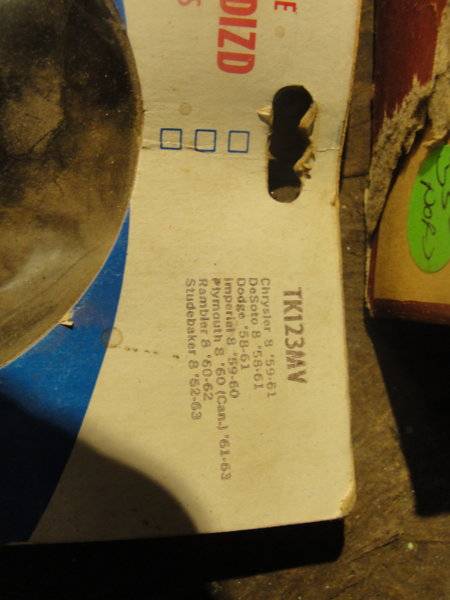 E
DIZD
S
TK123MV
Chrysler 8 '59-61
DeSoto 8 '58-61
Dodge '58-61
Imperial 8 '59-60
Plymouth 8 '60 (Can.) '61-63
Rambler 8 '60-62
Studebaker 8 '52-63